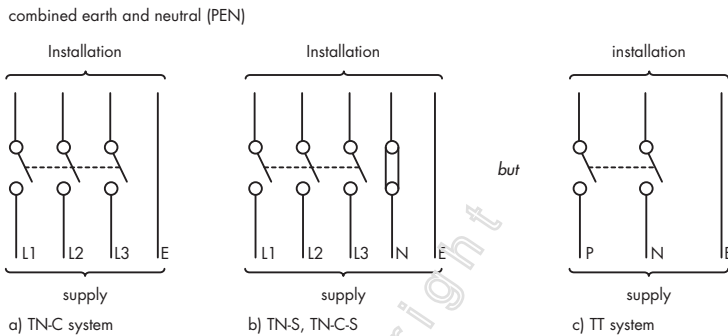 combined earth and neutral (PEN)
Installation
Installation
installation
but
L1 L2 L3 E
L1 L2 L3 N E
P N E
supply
supply
supply
a) TN-C system
b) TN-S, TN-C-S
c) TT system